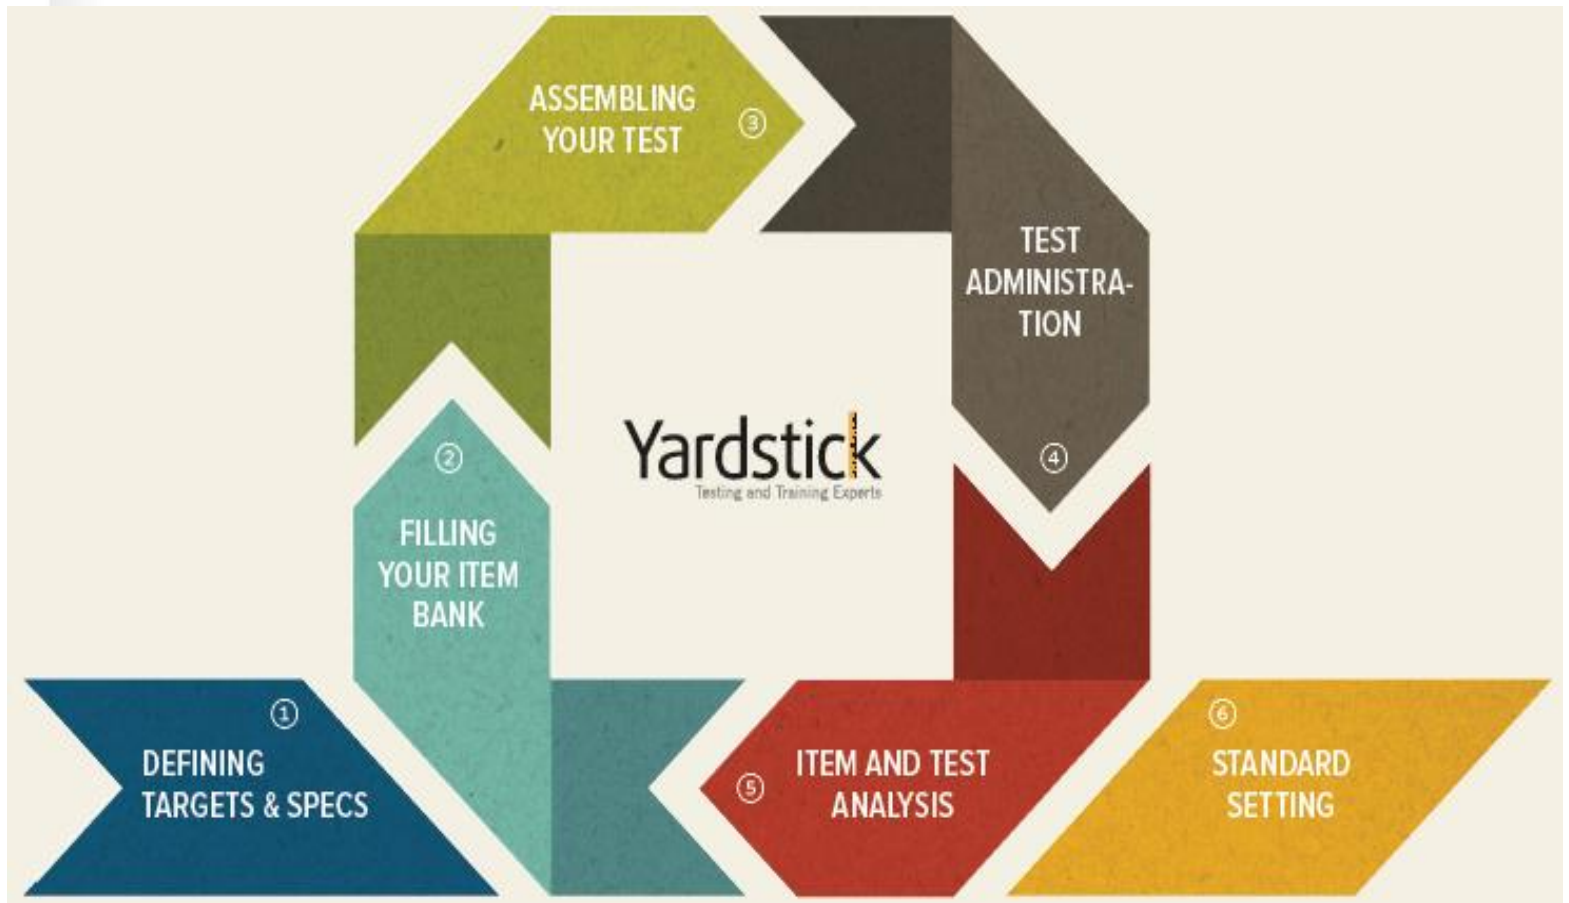 ①
DEFINING
TARGETS & SPECS
②
FILLING
YOUR ITEM
BANK
ASSEMBLING
YOUR TEST
③
TEST
ADMINISTRA-
TION
④
⑤
ITEM AND TEST
ANALYSIS
⑥
STANDARD
SETTING
Yardstick
Testing and Training Experts